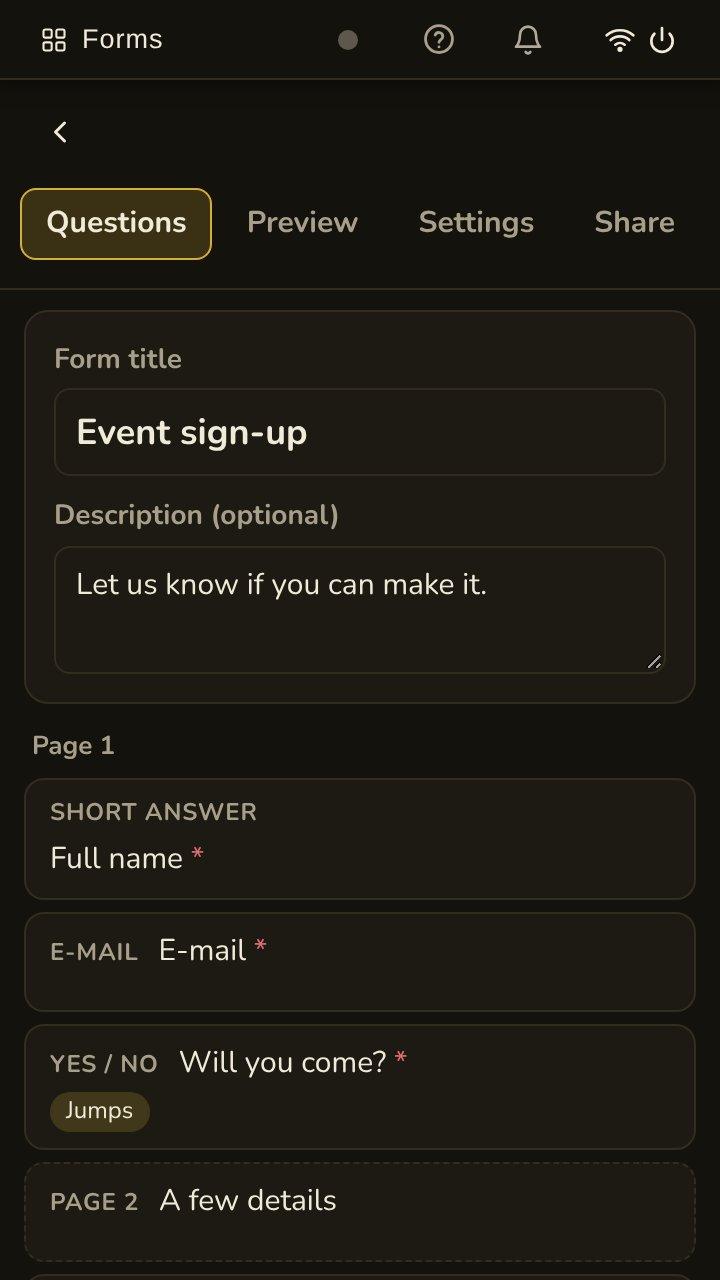 Forms
Questions Preview Settings Share
Form title
Event sign-up
Description (optional)
Let us know if you can make it.
Page 1
SHORT ANSWER
Full name *
E-MAIL E-mail *
YES / NO Will you come? *
Jumps
PAGE 2 A few details